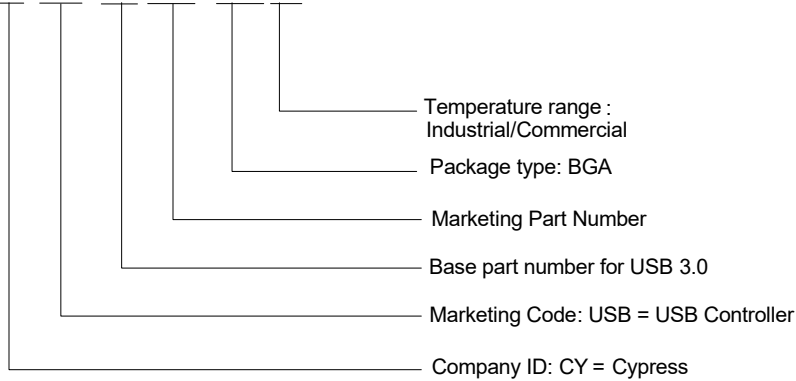 Temperature range :
Industrial/Commercial
Package type: BGA
Marketing Part Number
Base part number for USB 3.0
Marketing Code: USB = USB Controller
Company ID: CY = Cypress